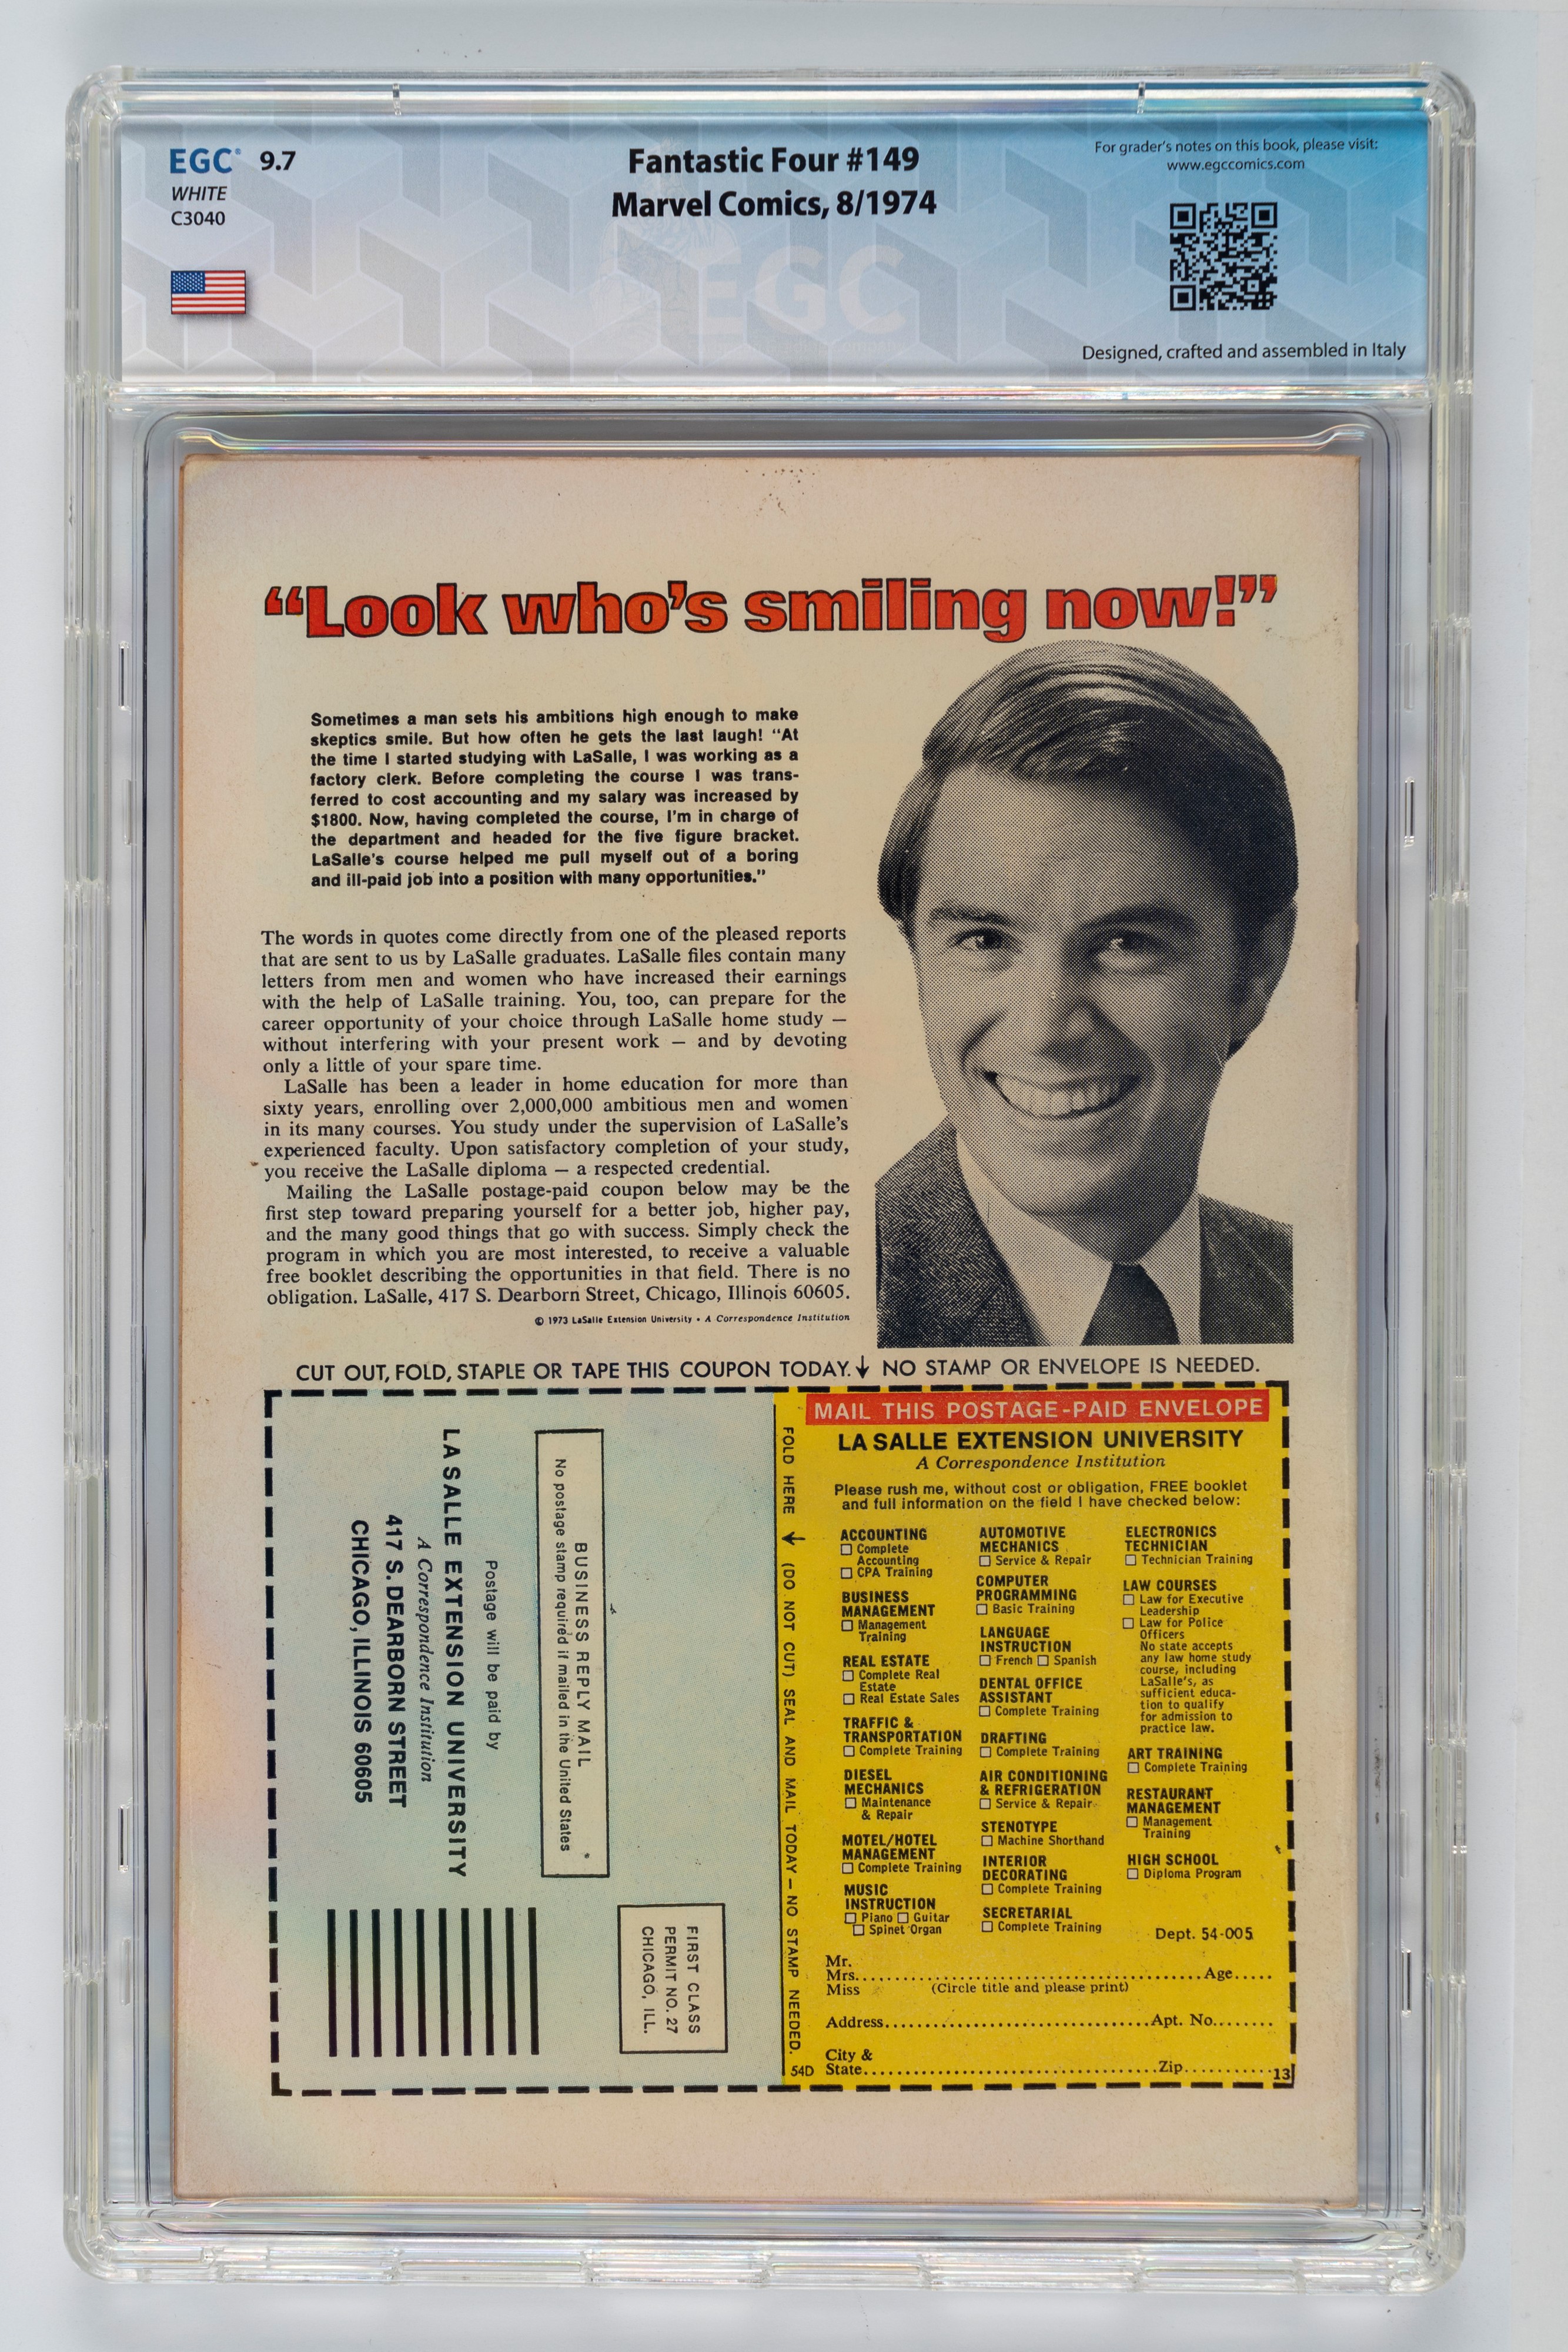 EGC® 9.7
WHITE
C3040
Fantastic Four #149
Marvel Comics, 8/1974
For grader's notes on this book, please visit:
www.egccomics.com
EGC
Designed, crafted and assembled in Italy
“Look who's smiling now!”
Sometimes a man sets his ambitions high enough to make
skeptics smile. But how often he gets the last laugh! “At
the time I started studying with LaSalle, I was working as a
factory clerk. Before completing the course I was trans-
ferred to cost accounting and my salary was increased by
$1800. Now, having completed the course, I'm in charge of
the department and headed for the five figure bracket.
LaSalle's course helped me pull myself out of a boring
and ill-paid job into a position with many opportunities.”
The words in quotes come directly from one of the pleased reports
that are sent to us by LaSalle graduates. LaSalle files contain many
letters from men and women who have increased their earnings
with the help of LaSalle training. You, too, can prepare for the
career opportunity of your choice through LaSalle home study —
without interfering with your present work — and by devoting
only a little of your spare time.
LaSalle has been a leader in home education for more than
sixty years, enrolling over 2,000,000 ambitious men and women
in its many courses. You study under the supervision of LaSalle's
experienced faculty. Upon satisfactory completion of your study,
you receive the LaSalle diploma — a respected credential.
Mailing the LaSalle postage-paid coupon below may be the
first step toward preparing yourself for a better job, higher pay,
and the many good things that go with success. Simply check the
program in which you are most interested, to receive a valuable
free booklet describing the opportunities in that field. There is no
obligation. LaSalle, 417 S. Dearborn Street, Chicago, Illinois 60605.
© 1973 LaSalle Extension University • A Correspondence Institution
CUT OUT, FOLD, STAPLE OR TAPE THIS COUPON TODAY. ↓ NO STAMP OR ENVELOPE IS NEEDED.
FIRST CLASS
PERMIT NO. 27
CHICAGO, ILL.
BUSINESS REPLY MAIL
No postage stamp required if mailed in the United States
Postage will be paid by
LA SALLE EXTENSION UNIVERSITY
A Correspondence Institution
417 S. DEARBORN STREET
CHICAGO, ILLINOIS 60605
FOLD HERE ← (DO NOT CUT) SEAL AND MAIL TODAY — NO STAMP NEEDED.
54D
MAIL THIS POSTAGE-PAID ENVELOPE
LA SALLE EXTENSION UNIVERSITY
A Correspondence Institution
Please rush me, without cost or obligation, FREE booklet
and full information on the field I have checked below:
ACCOUNTING
☐ Complete
Accounting
☐ CPA Training
BUSINESS
MANAGEMENT
☐ Management
Training
REAL ESTATE
☐ Complete Real
Estate
☐ Real Estate Sales
TRAFFIC &
TRANSPORTATION
☐ Complete Training
DIESEL
MECHANICS
☐ Maintenance
& Repair
MOTEL/HOTEL
MANAGEMENT
☐ Complete Training
MUSIC
INSTRUCTION
☐ Piano ☐ Guitar
☐ Spinet Organ
AUTOMOTIVE
MECHANICS
☐ Service & Repair
COMPUTER
PROGRAMMING
☐ Basic Training
LANGUAGE
INSTRUCTION
☐ French ☐ Spanish
DENTAL OFFICE
ASSISTANT
☐ Complete Training
DRAFTING
☐ Complete Training
AIR CONDITIONING
& REFRIGERATION
☐ Service & Repair
STENOTYPE
☐ Machine Shorthand
INTERIOR
DECORATING
☐ Complete Training
SECRETARIAL
☐ Complete Training
ELECTRONICS
TECHNICIAN
☐ Technician Training
LAW COURSES
☐ Law for Executive
Leadership
☐ Law for Police
Officers
No state accepts
any law home study
course, including
LaSalle's, as
sufficient educa-
tion to qualify
for admission to
practice law.
ART TRAINING
☐ Complete Training
RESTAURANT
MANAGEMENT
☐ Management
Training
HIGH SCHOOL
☐ Diploma Program
Dept. 54-005
Mr.
Mrs. Age
Miss (Circle title and please print)
Address Apt. No.
City &
State Zip 13